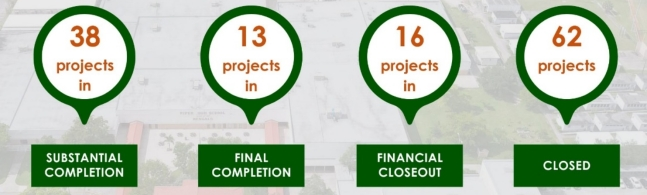 38
projects
in
SUBSTANTIAL
COMPLETION
13
projects
in
FINAL
COMPLETION
16
projects
in
FINANCIAL
CLOSEOUT
62
projects
CLOSED